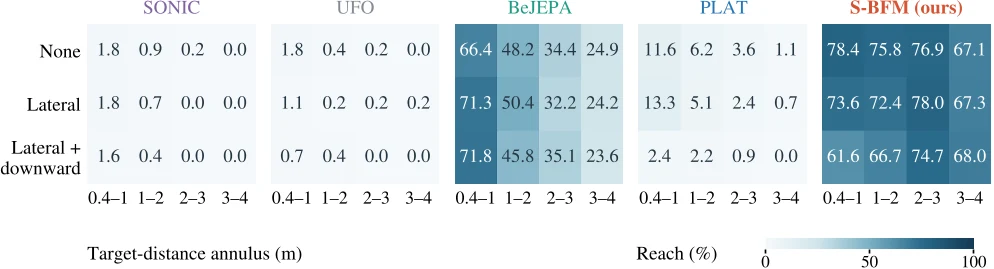 SONIC UFO BeJEPA PLAT S-BFM (ours)
None 1.8 0.9 0.2 0.0 1.8 0.4 0.2 0.0 66.4 48.2 34.4 24.9 11.6 6.2 3.6 1.1 78.4 75.8 76.9 67.1
Lateral 1.8 0.7 0.0 0.0 1.1 0.2 0.2 0.2 71.3 50.4 32.2 24.2 13.3 5.1 2.4 0.7 73.6 72.4 78.0 67.3
Lateral +
downward 1.6 0.4 0.0 0.0 0.7 0.4 0.0 0.0 71.8 45.8 35.1 23.6 2.4 2.2 0.9 0.0 61.6 66.7 74.7 68.0
0.4–1 1–2 2–3 3–4 0.4–1 1–2 2–3 3–4 0.4–1 1–2 2–3 3–4 0.4–1 1–2 2–3 3–4 0.4–1 1–2 2–3 3–4
Target-distance annulus (m) Reach (%)
0 50 100